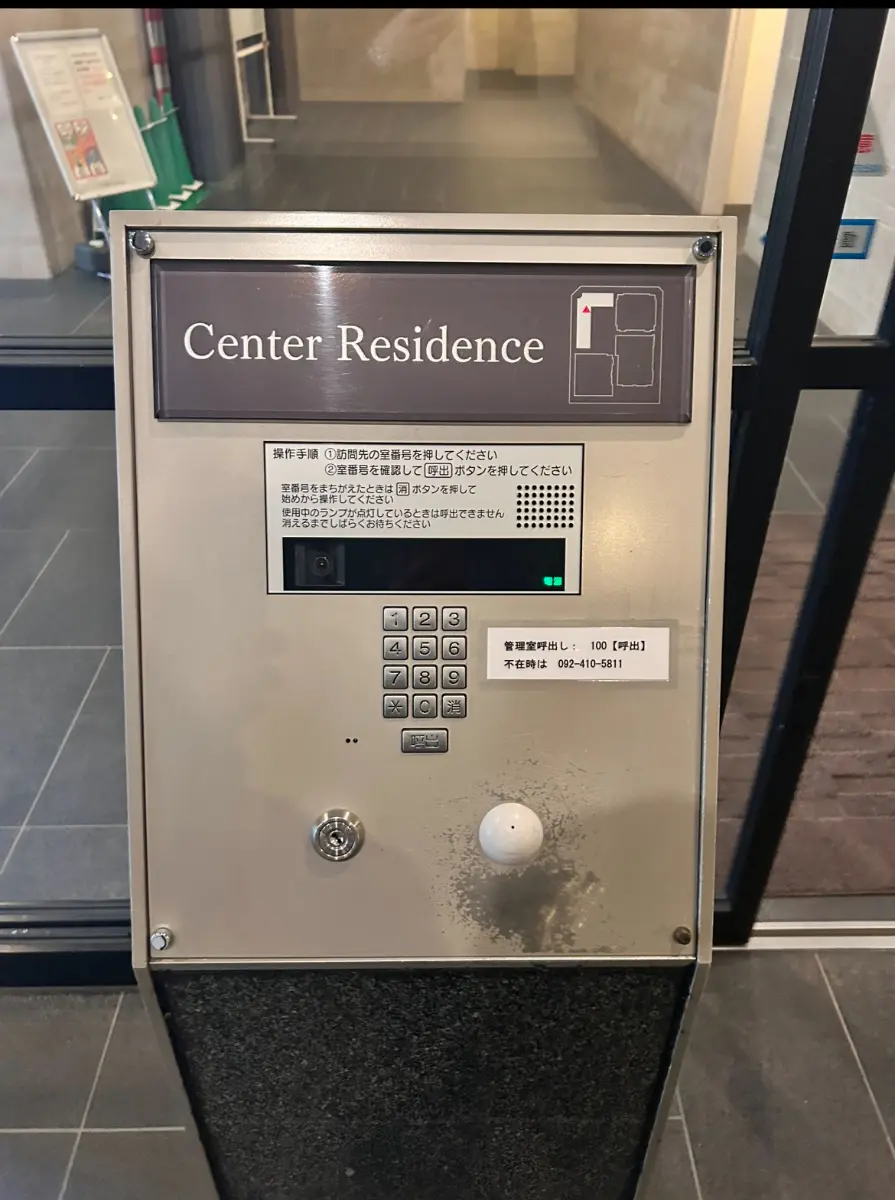 Center Residence
操作手順 ①訪問先の室番号を押してください
②室番号を確認して 呼出 ボタンを押してください
室番号をまちがえたときは 消 ボタンを押して
始めから操作してください
使用中のランプが点灯しているときは呼出できません
消えるまでしばらくお待ちください
1 2 3
4 5 6
管理室呼出し： 100【呼出】
不在時は 092-410-5811
7 8 9
* 0 消
呼出